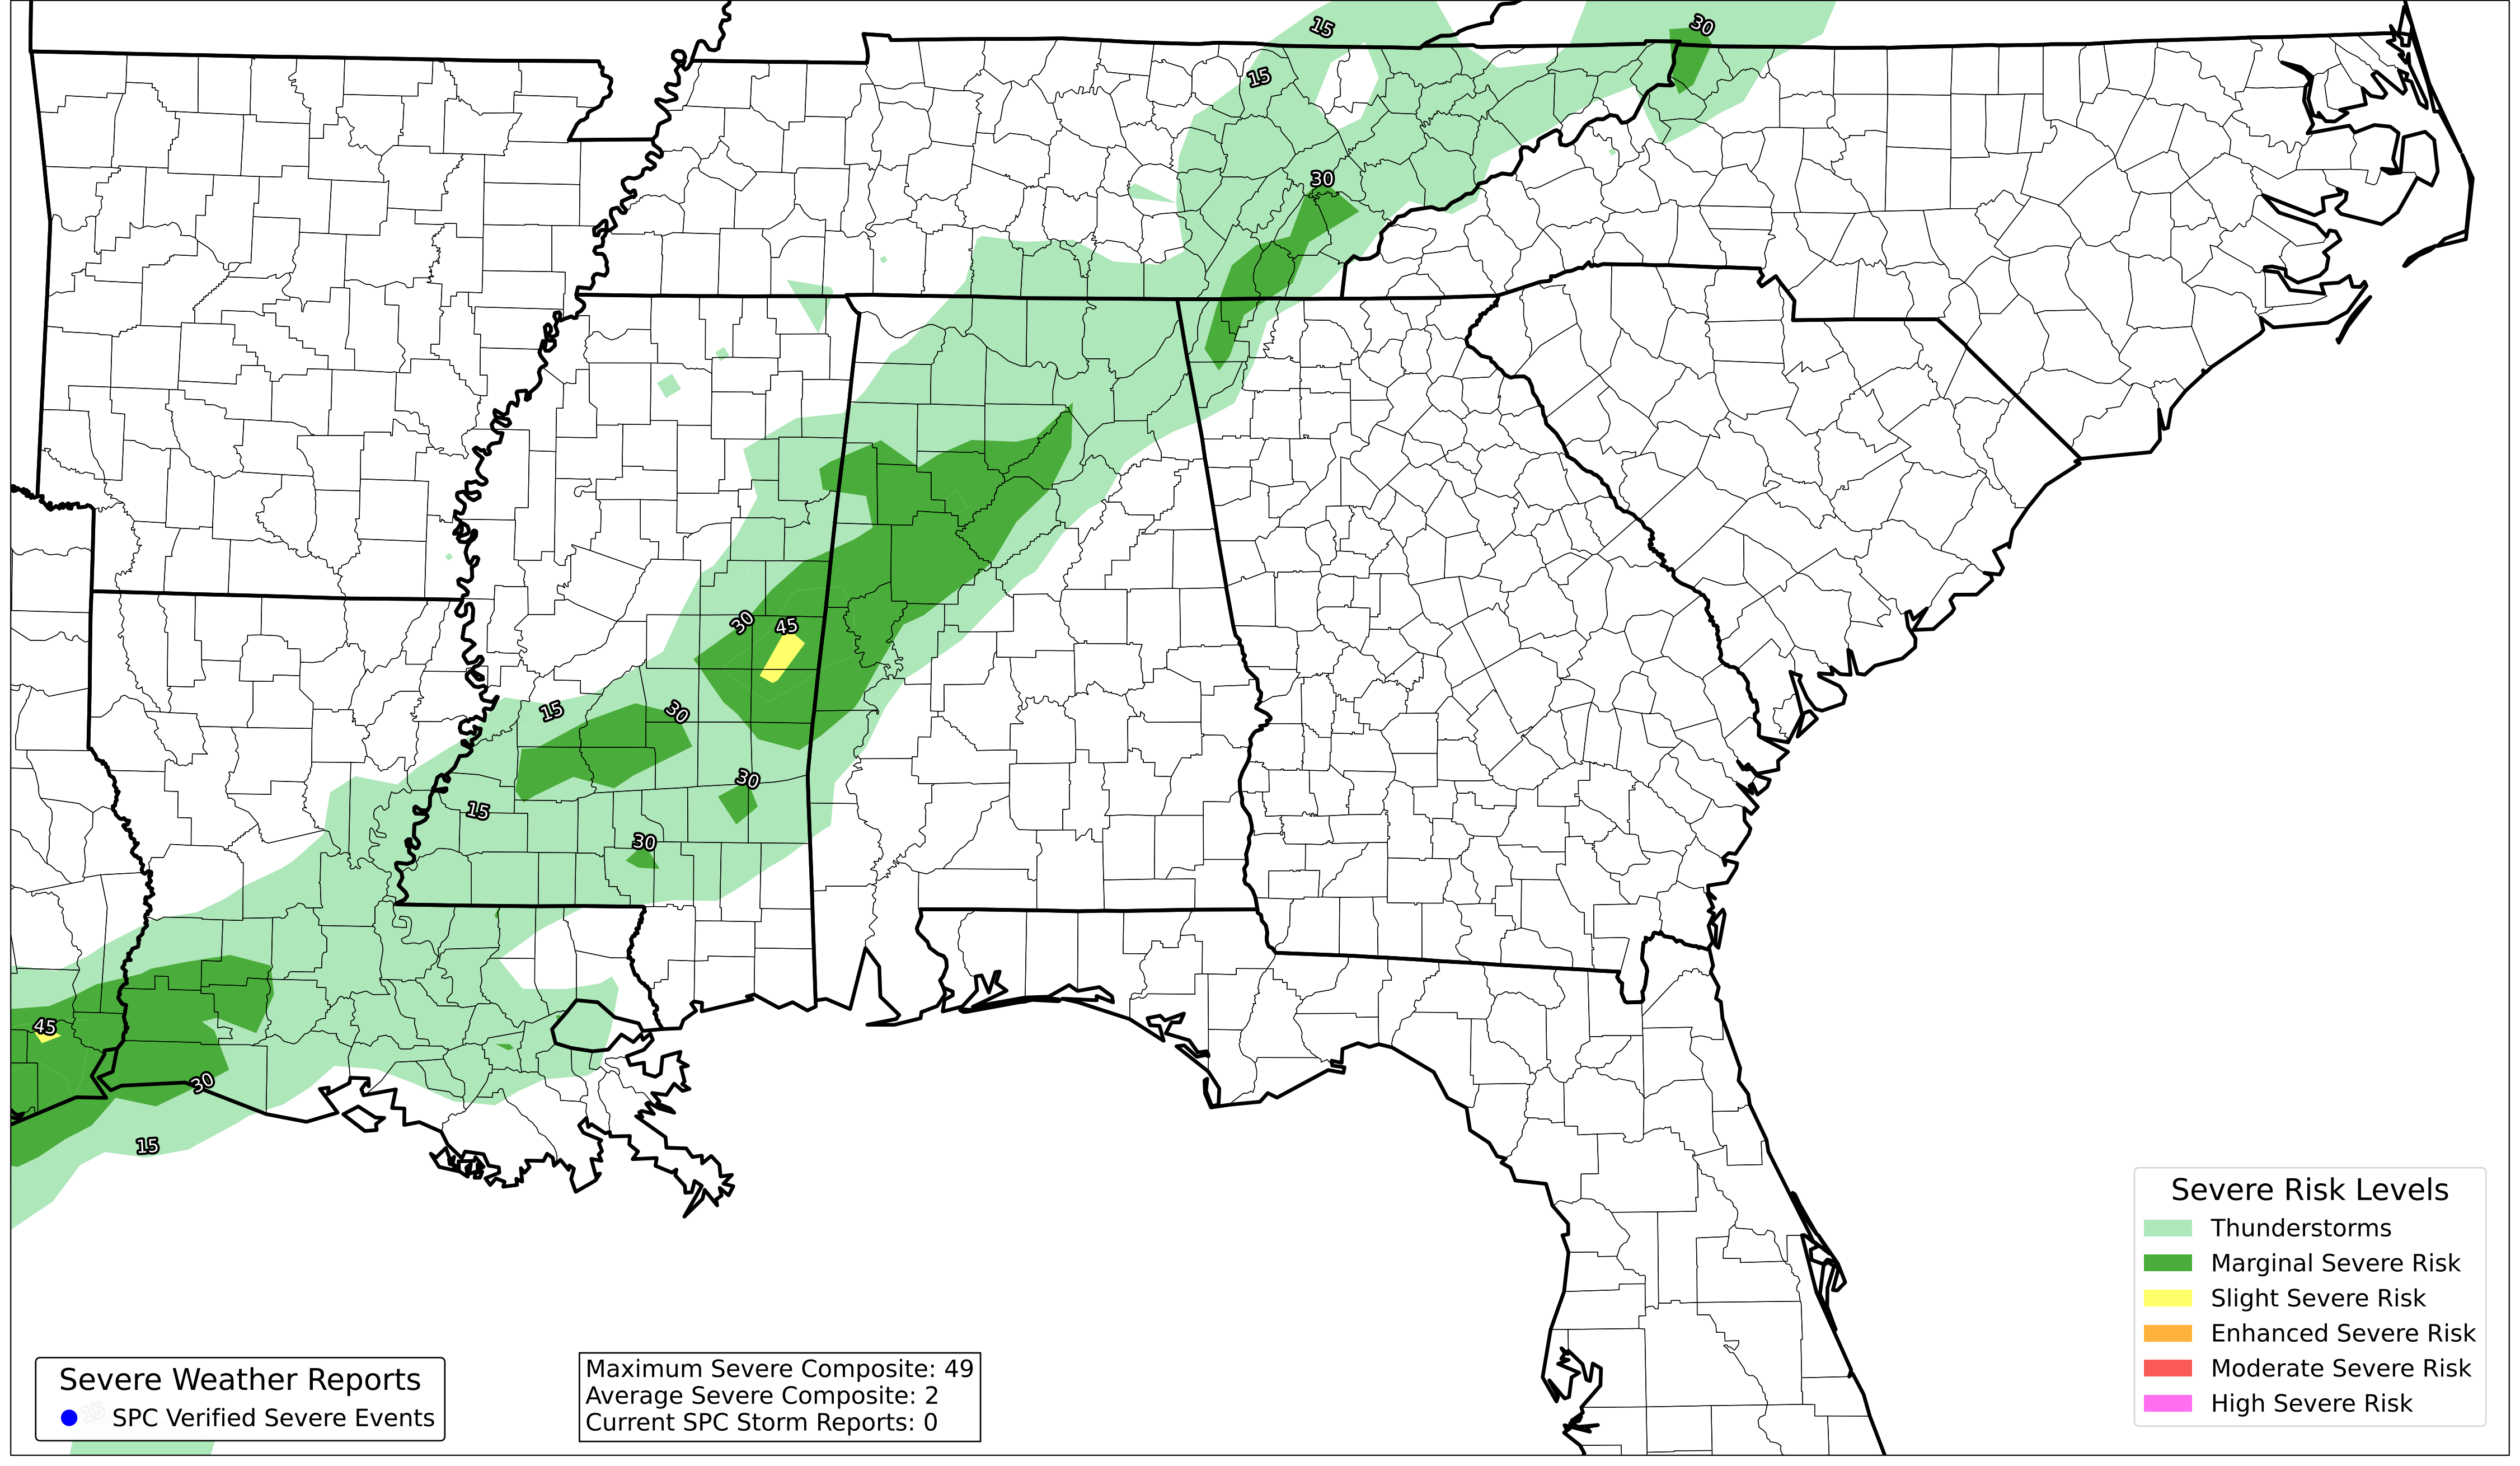 15
30
15
30
30
45
15
30
30
15
30
45
30
15
Severe Risk Levels
Thunderstorms
Marginal Severe Risk
Slight Severe Risk
Enhanced Severe Risk
Moderate Severe Risk
High Severe Risk
Severe Weather Reports
15
SPC Verified Severe Events
Maximum Severe Composite: 49
Average Severe Composite: 2
Current SPC Storm Reports: 0